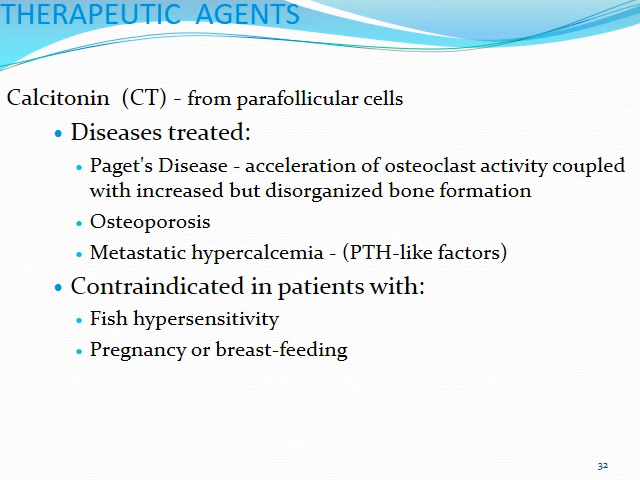 THERAPEUTIC AGENTS
Calcitonin (CT) - from parafollicular cells
• Diseases treated:
• Paget's Disease - acceleration of osteoclast activity coupled
with increased but disorganized bone formation
• Osteoporosis
• Metastatic hypercalcemia - (PTH-like factors)
• Contraindicated in patients with:
• Fish hypersensitivity
• Pregnancy or breast-feeding
32